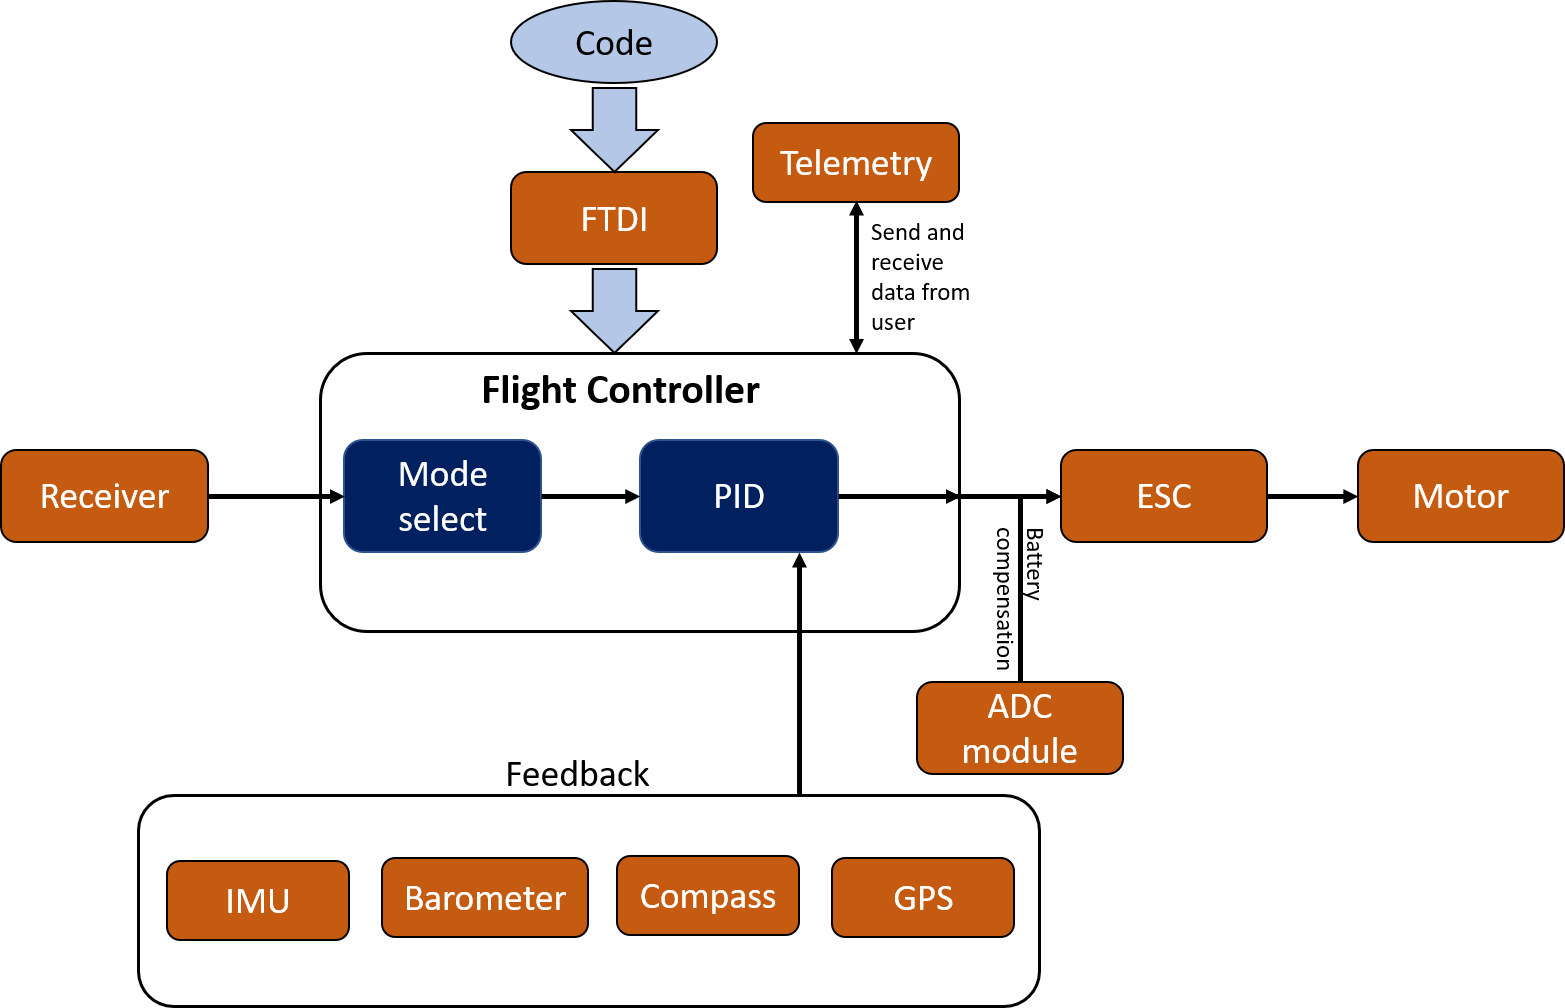 Code
FTDI
Telemetry
Send and
receive
data from
user
Flight Controller
Receiver
Mode
select
PID
ESC
Motor
Battery
compensation
ADC
module
Feedback
IMU
Barometer
Compass
GPS